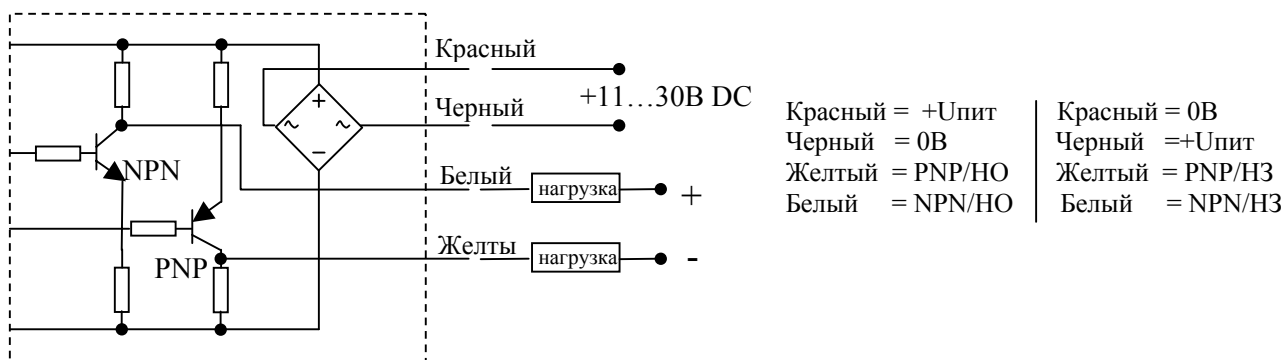 Красный
+11…30В DC
Черный
NPN
Белый
нагрузка
+
PNP
Желты
нагрузка
-
+
~
~
−
Красный = +Uпит
Черный = 0В
Желтый = PNP/НО
Белый = NPN/НО
Красный = 0В
Черный =+Uпит
Желтый = PNP/НЗ
Белый = NPN/НЗ